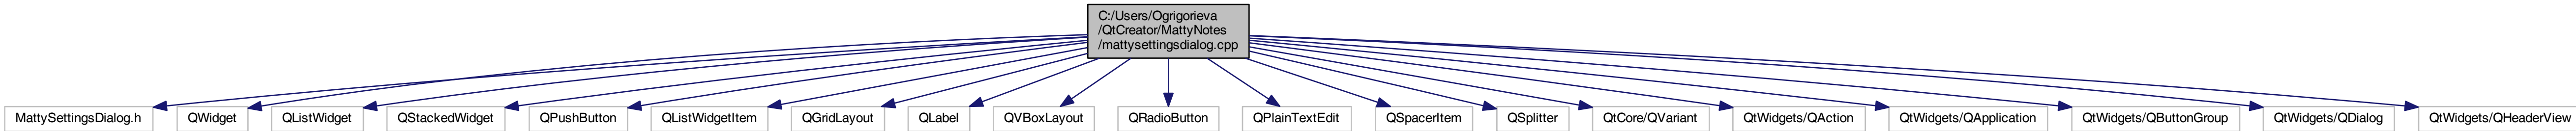 C:/Users/Ogrigorieva
/QtCreator/MattyNotes
/mattysettingsdialog.cpp
MattySettingsDialog.h
QWidget
QListWidget
QStackedWidget
QPushButton
QListWidgetItem
QGridLayout
QLabel
QVBoxLayout
QRadioButton
QPlainTextEdit
QSpacerItem
QSplitter
QtCore/QVariant
QtWidgets/QAction
QtWidgets/QApplication
QtWidgets/QButtonGroup
QtWidgets/QDialog
QtWidgets/QHeaderView